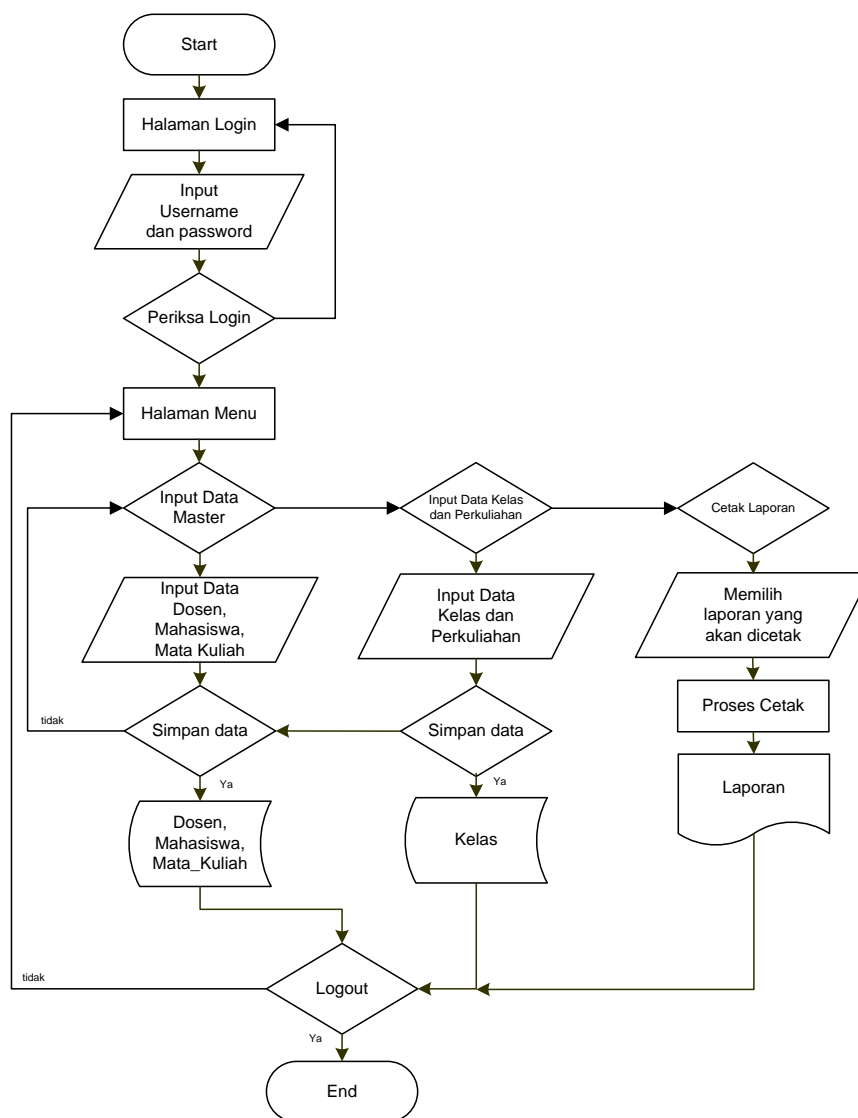 Start
Halaman Login
Input
Username
dan password
Periksa Login
Halaman Menu
Input Data
Master
Input Data Kelas
dan Perkuliahan
Cetak Laporan
Input Data
Dosen,
Mahasiswa,
Mata Kuliah
Input Data
Kelas dan
Perkuliahan
Memilih
laporan yang
akan dicetak
Proses Cetak
tidak
Simpan data
Simpan data
Ya
Ya
Laporan
Dosen,
Mahasiswa,
Mata_Kuliah
Kelas
tidak
Logout
Ya
End